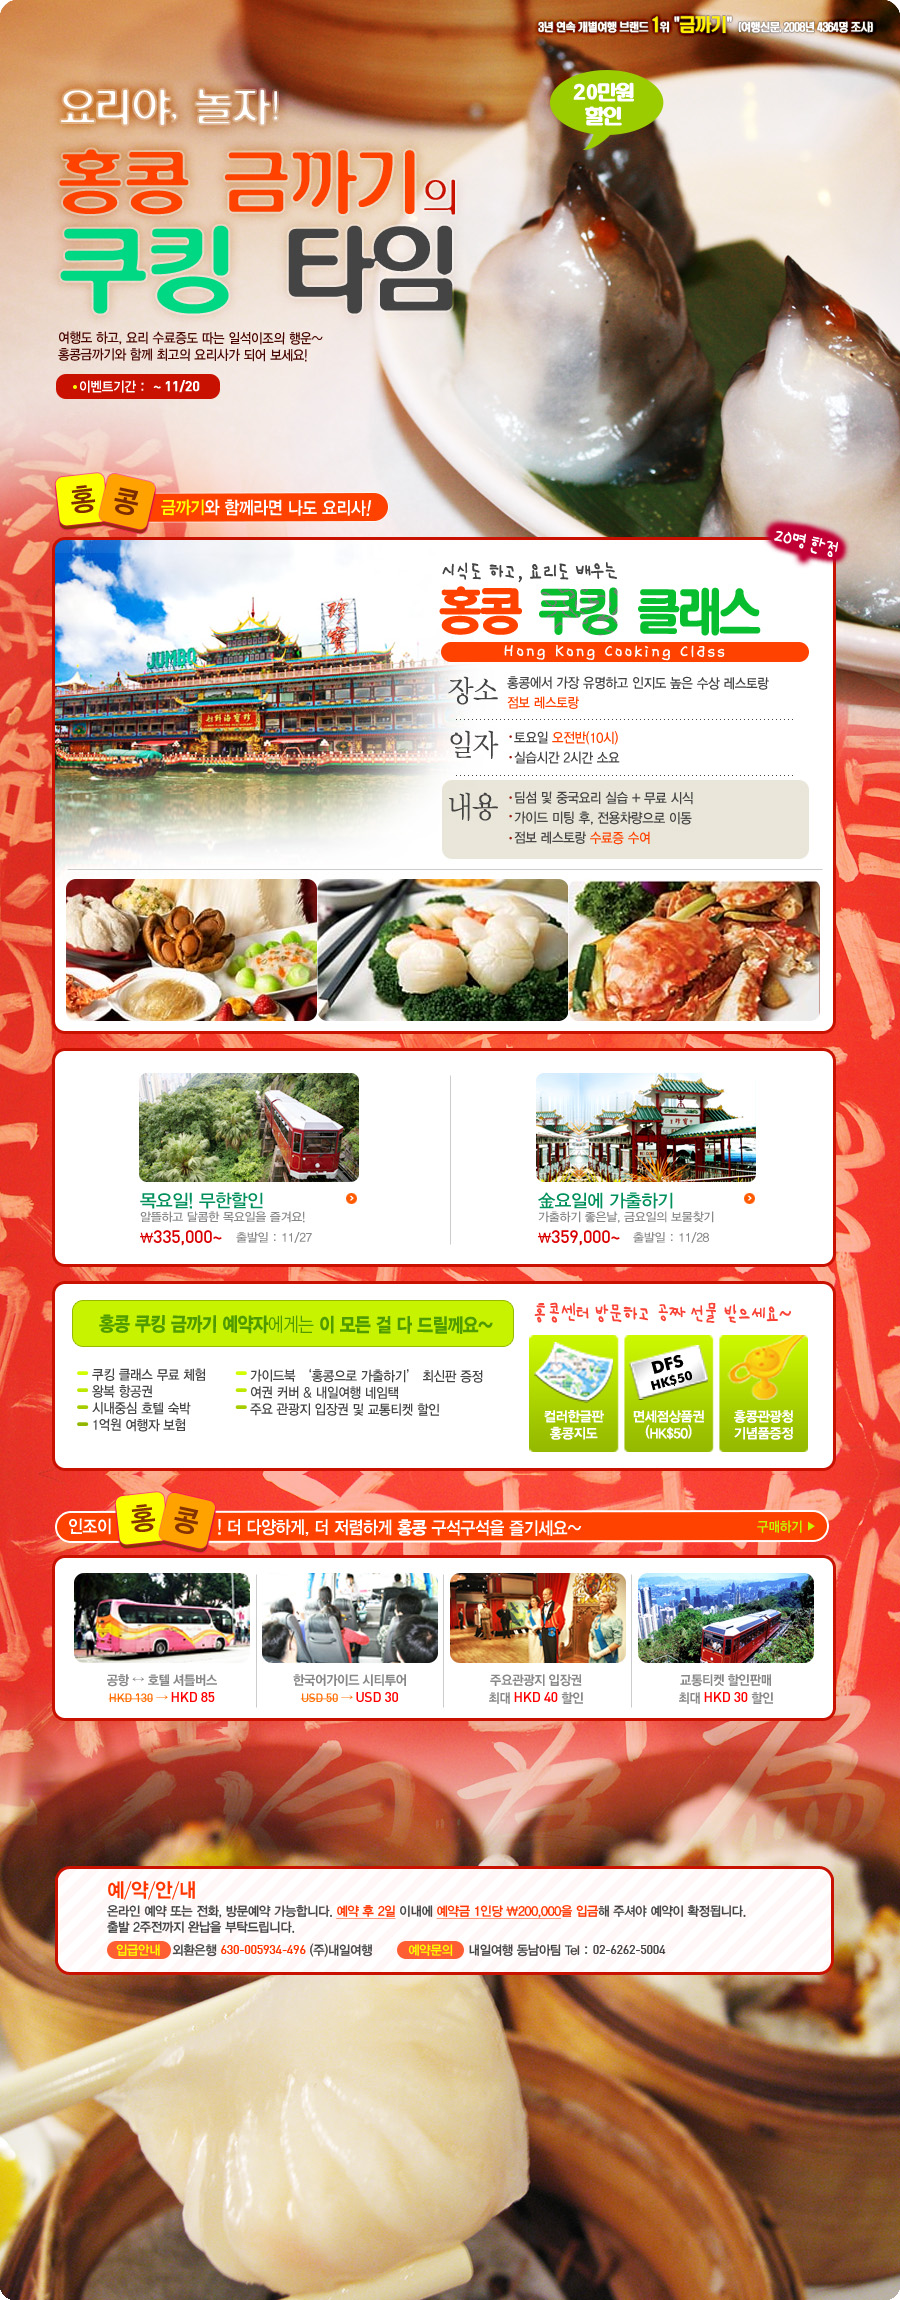 3년 연속 개별여행 브랜드 1위 "금까기" (여행신문, 2008년 4364명 조사)
20만원
할인
요리야, 놀자!
홍콩 금까기의
쿠킹 타임
여행도 하고, 요리 수료증도 따는 일석이조의 행운~
홍콩금까기와 함께 최고의 요리사가 되어 보세요!
•이벤트기간 : ~ 11/20
홍콩 금까기와 함께라면 나도 요리사!
20명 한정
시식도 하고, 요리도 배우는
홍콩 쿠킹 클래스
Hong Kong Cooking Class
JUMBO
장소 홍콩에서 가장 유명하고 인지도 높은 수상 레스토랑
점보 레스토랑
일자 •토요일 오전반(10시)
•실습시간 2시간 소요
내용 •딤섬 및 중국요리 실습 + 무료 시식
•가이드 미팅 후, 전용차량으로 이동
•점보 레스토랑 수료증 수여
목요일! 무한할인
알뜰하고 달콤한 목요일을 즐겨요!
₩335,000~ 출발일 : 11/27
金요일에 가출하기
가출하기 좋은날, 금요일의 보물찾기
₩359,000~ 출발일 : 11/28
홍콩 쿠킹 금까기 예약자에게는 이 모든 걸 다 드릴께요~
쿠킹 클래스 무료 체험
왕복 항공권
시내중심 호텔 숙박
1억원 여행자 보험
가이드북 '홍콩으로 가출하기' 최신판 증정
여권 커버 & 내일여행 네임택
주요 관광지 입장권 및 교통티켓 할인
홍콩센터 방문하고 공짜 선물 받으세요~
컬러한글판
홍콩지도
DFS
HK$50
면세점상품권
(HK$50)
홍콩관광청
기념품증정
인조이 홍콩! 더 다양하게, 더 저렴하게 홍콩 구석구석을 즐기세요~
구매하기 ▶
공항 ↔ 호텔 셔틀버스
HKD 130 → HKD 85
한국어가이드 시티투어
USD 50 → USD 30
주요관광지 입장권
최대 HKD 40 할인
교통티켓 할인판매
최대 HKD 30 할인
예/약/안/내
온라인 예약 또는 전화, 방문예약 가능합니다. 예약 후 2일 이내에 예약금 1인당 ₩200,000을 입금해 주셔야 예약이 확정됩니다.
출발 2주전까지 완납을 부탁드립니다.
입급안내 외환은행 630-005934-496 (주)내일여행 예약문의 내일여행 동남아팀 Tel : 02-6262-5004